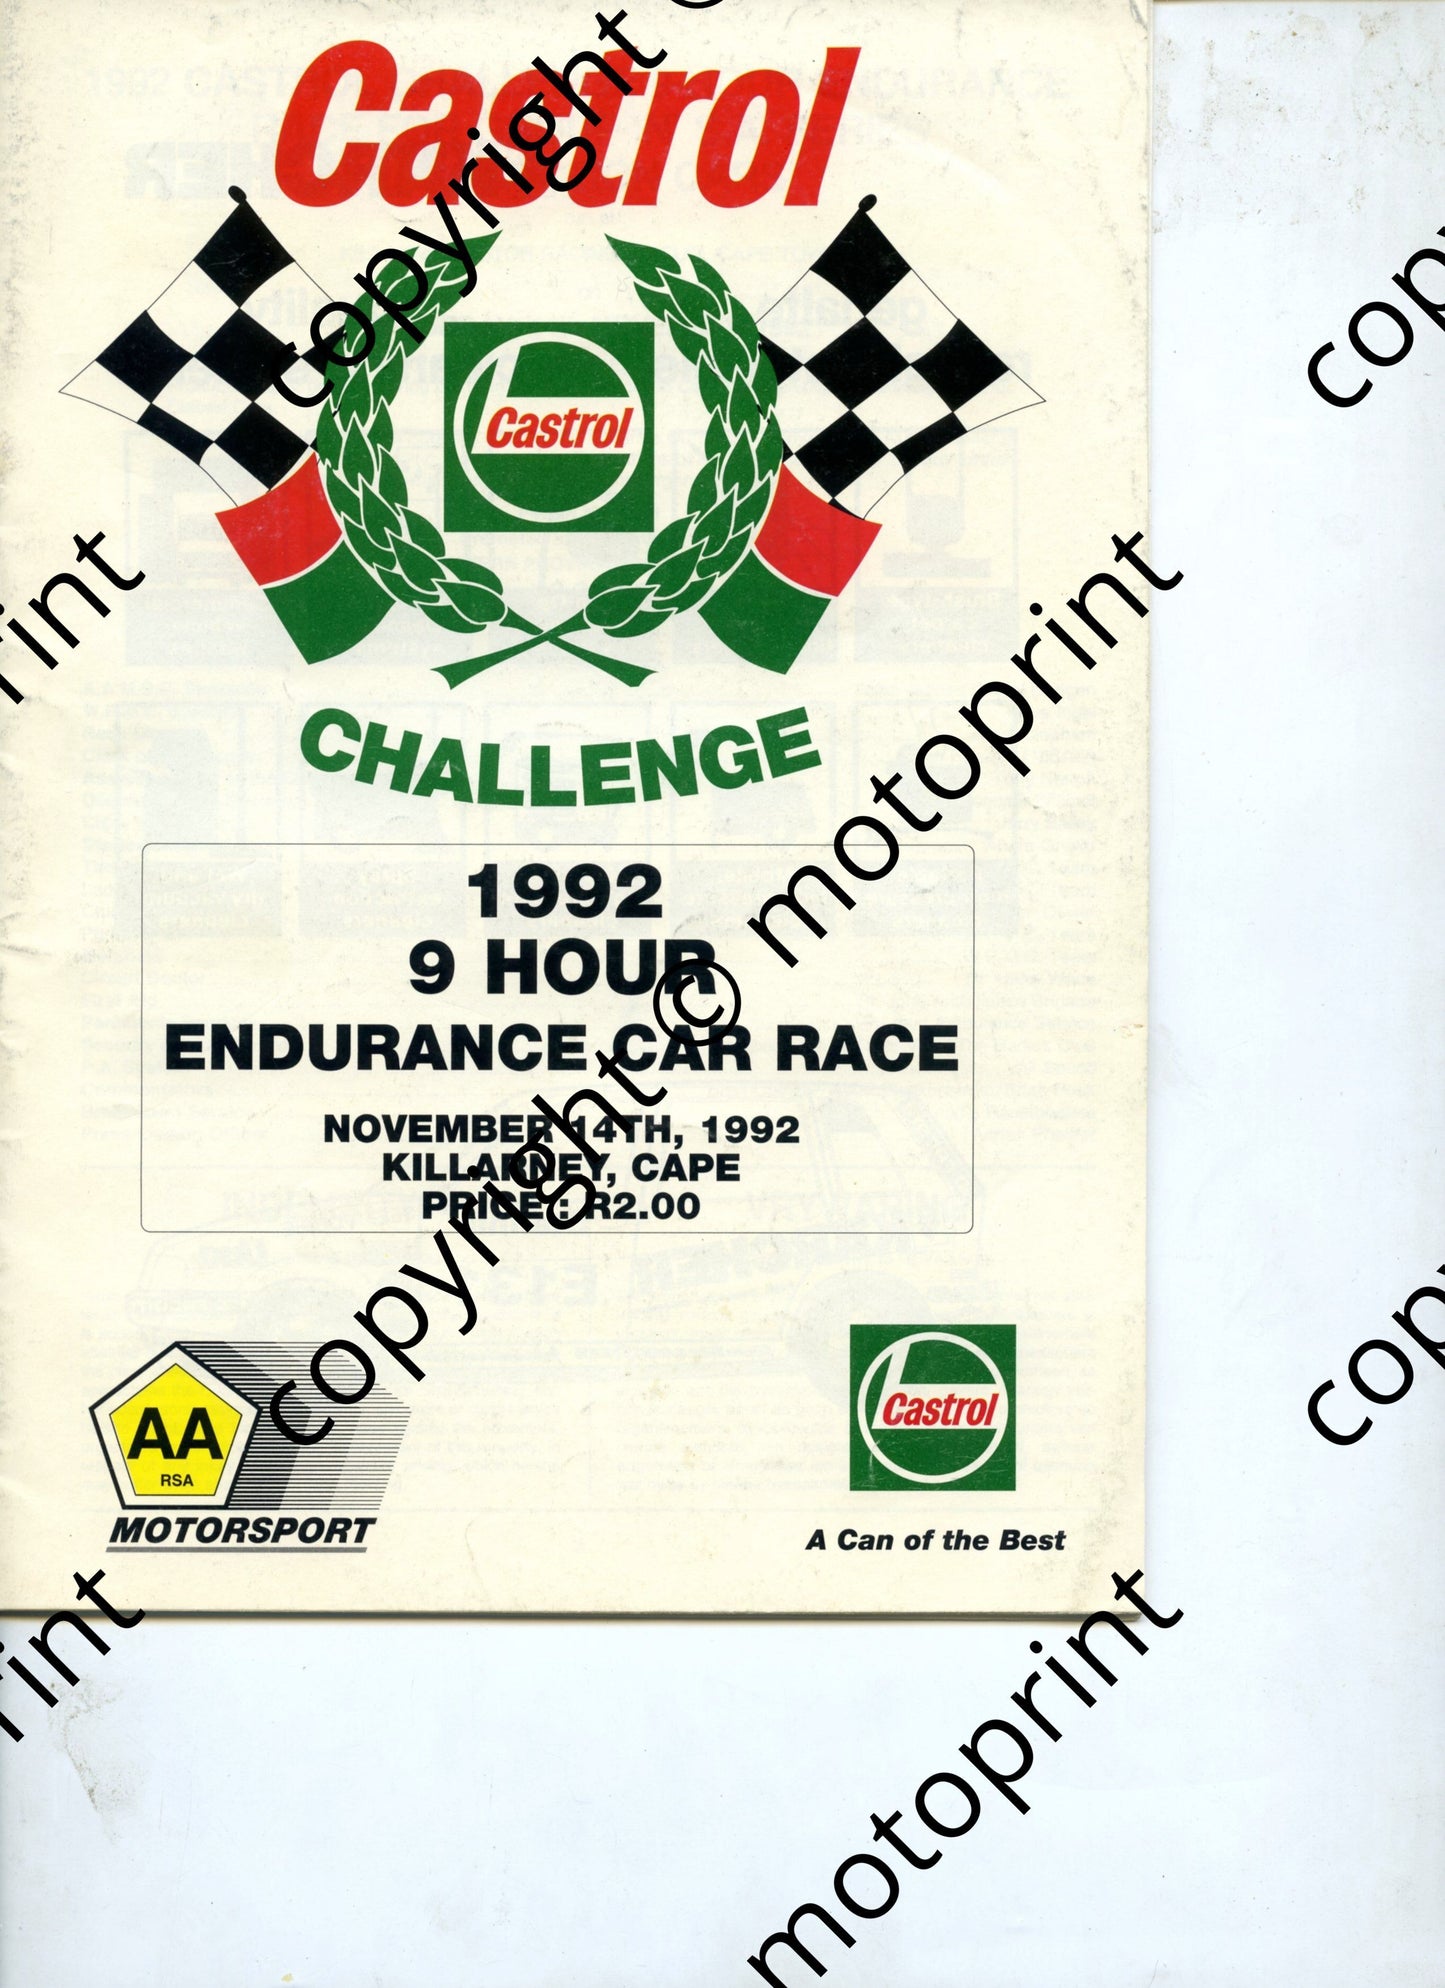 Castrol
Castrol
CHALLENGE
1992
9 HOUR
ENDURANCE CAR RACE
NOVEMBER 14TH, 1992
KILLARNEY, CAPE
PRICE : R2.00
AA
RSA
MOTORSPORT
Castrol
A Can of the Best
copyright © motoprint
copyright
motoprint